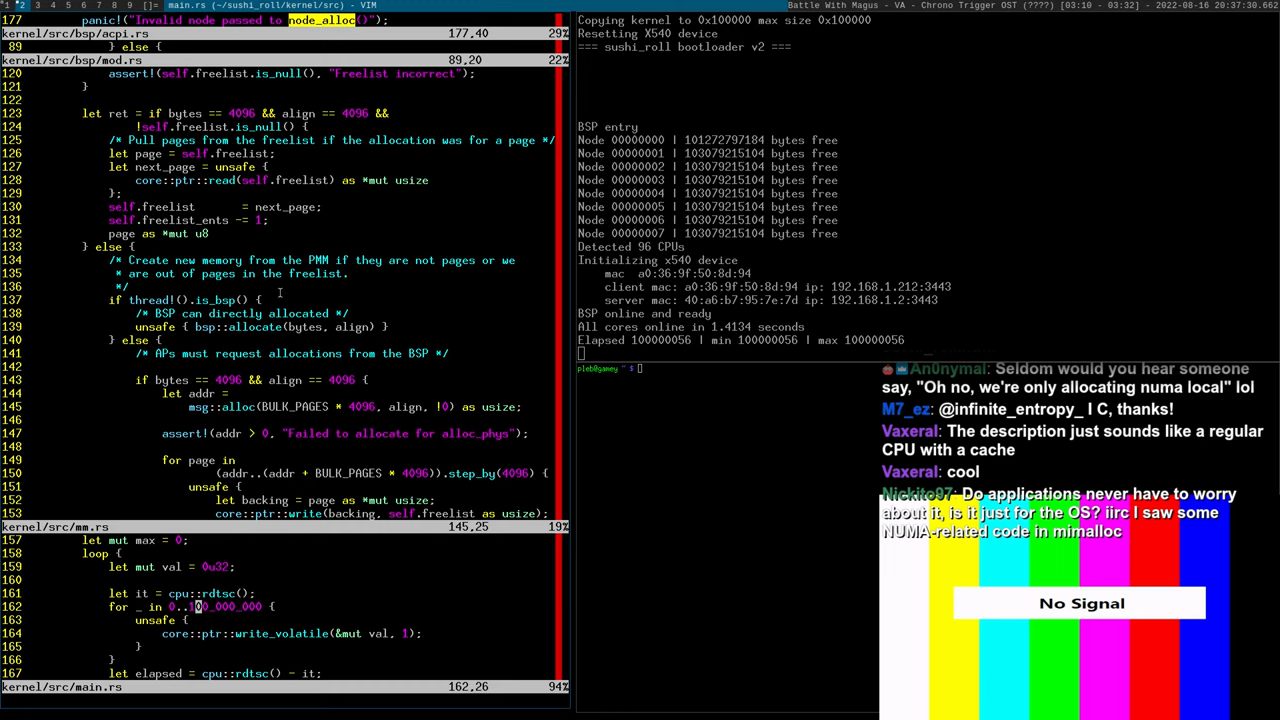 1 2 3 4 5 6 7 8 9 []= main.rs (~/sushi_roll/kernel/src) - VIM
Battle With Magus - VA - Chrono Trigger OST (????) [03:10 - 03:32] - 2022-08-16 20:37:30.662
177 panic!("Invalid node passed to node_alloc()");
kernel/src/bsp/acpi.rs 177,40 29%
89 } else {
kernel/src/bsp/mod.rs 89,20 22%
120 assert!(self.freelist.is_null(), "Freelist incorrect");
121 }
122
123 let ret = if bytes == 4096 && align == 4096 &&
124 !self.freelist.is_null() {
125 /* Pull pages from the freelist if the allocation was for a page */
126 let page = self.freelist;
127 let next_page = unsafe {
128 core::ptr::read(self.freelist) as *mut usize
129 };
130 self.freelist = next_page;
131 self.freelist_ents -= 1;
132 page as *mut u8
133 } else {
134 /* Create new memory from the PMM if they are not pages or we
135 * are out of pages in the freelist.
136 */
137 if thread!().is_bsp() {
138 /* BSP can directly allocated */
139 unsafe { bsp::allocate(bytes, align) }
140 } else {
141 /* APs must request allocations from the BSP */
142
143 if bytes == 4096 && align == 4096 {
144 let addr =
145 msg::alloc(BULK_PAGES * 4096, align, !0) as usize;
146
147 assert!(addr > 0, "Failed to allocate for alloc_phys");
148
149 for page in
150 (addr..(addr + BULK_PAGES * 4096)).step_by(4096) {
151 unsafe {
152 let backing = page as *mut usize;
153 core::ptr::write(backing, self.freelist as usize);
kernel/src/mm.rs 145,25 19%
157 let mut max = 0;
158 loop {
159 let mut val = 0u32;
160
161 let it = cpu::rdtsc();
162 for _ in 0..100_000_000 {
163 unsafe {
164 core::ptr::write_volatile(&mut val, 1);
165 }
166 }
167 let elapsed = cpu::rdtsc() - it;
kernel/src/main.rs 162,26 94%
Copying kernel to 0x100000 max size 0x100000
Resetting X540 device
=== sushi_roll bootloader v2 ===
BSP entry
Node 00000000 | 101272797184 bytes free
Node 00000001 | 103079215104 bytes free
Node 00000002 | 103079215104 bytes free
Node 00000003 | 103079215104 bytes free
Node 00000004 | 103079215104 bytes free
Node 00000005 | 103079215104 bytes free
Node 00000006 | 103079215104 bytes free
Node 00000007 | 103079215104 bytes free
Detected 96 CPUs
Initializing x540 device
mac a0:36:9f:50:8d:94
client mac: a0:36:9f:50:8d:94 ip: 192.168.1.212:3443
server mac: 40:a6:b7:95:7e:7d ip: 192.168.1.2:3443
BSP online and ready
All cores online in 1.4134 seconds
Elapsed 100000056 | min 100000056 | max 100000056
pleb@gamey ~ $
An0nymal: Seldom would you hear someone
say, "Oh no, we're only allocating numa local" lol
M7_ez: @infinite_entropy_ I C, thanks!
Vaxeral: The description just sounds like a regular
CPU with a cache
Vaxeral: cool
Nickito97: Do applications never have to worry
about it, is it just for the OS? iirc I saw some
NUMA-related code in mimalloc
No Signal